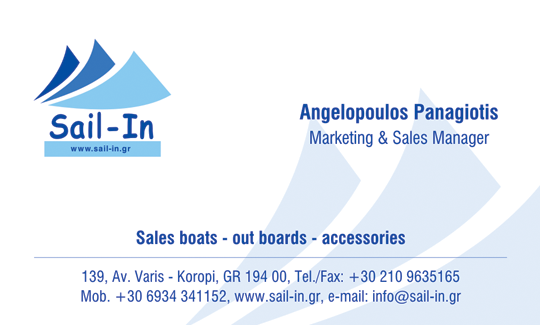 Sail-In
www.sail-in.gr
Angelopoulos Panagiotis
Marketing & Sales Manager
Sales boats - out boards - accessories
139, Av. Varis - Koropi, GR 194 00, Tel./Fax: +30 210 9635165
Mob. +30 6934 341152, www.sail-in.gr, e-mail: info@sail-in.gr